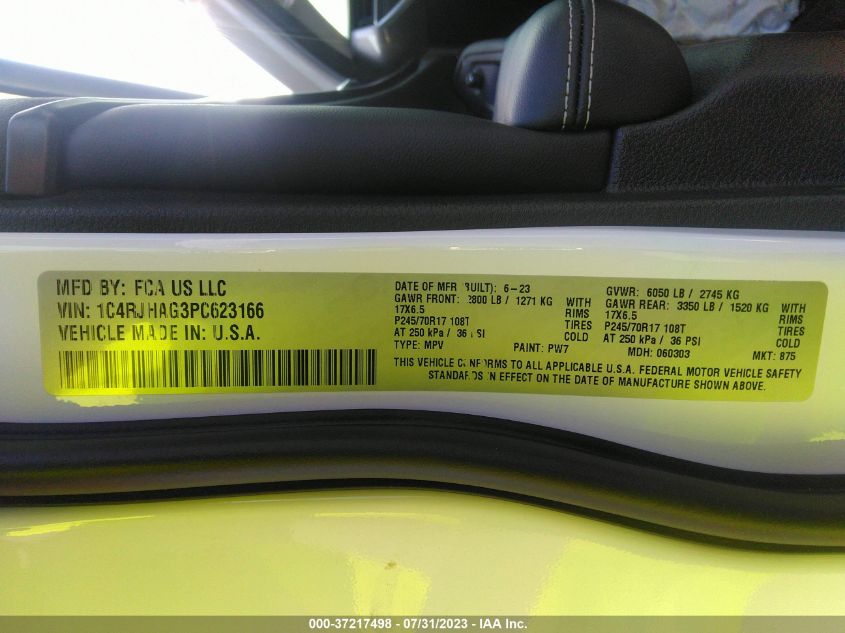 MFD BY: FCA US LLC
VIN: 1C4RJHAG3PC623166
VEHICLE MADE IN: U.S.A.
DATE OF MFR BUILT): 6-23
GAWR FRONT: 2800 LB / 1271 KG WITH
17X6.5 RIMS
P245/70R17 108T TIRES
AT 250 kPa / 36 PSI COLD
TYPE: MPV PAINT: PW7
GVWR: 6050 LB / 2745 KG
GAWR REAR: 3350 LB / 1520 KG WITH
17X6.5 RIMS
P245/70R17 108T TIRES
AT 250 kPa / 36 PSI COLD
MDH: 060303 MKT: 875
THIS VEHICLE CONFORMS TO ALL APPLICABLE U.S.A. FEDERAL MOTOR VEHICLE SAFETY
STANDARDS IN EFFECT ON THE DATE OF MANUFACTURE SHOWN ABOVE.
000-37217498 - 07/31/2023 - IAA Inc.